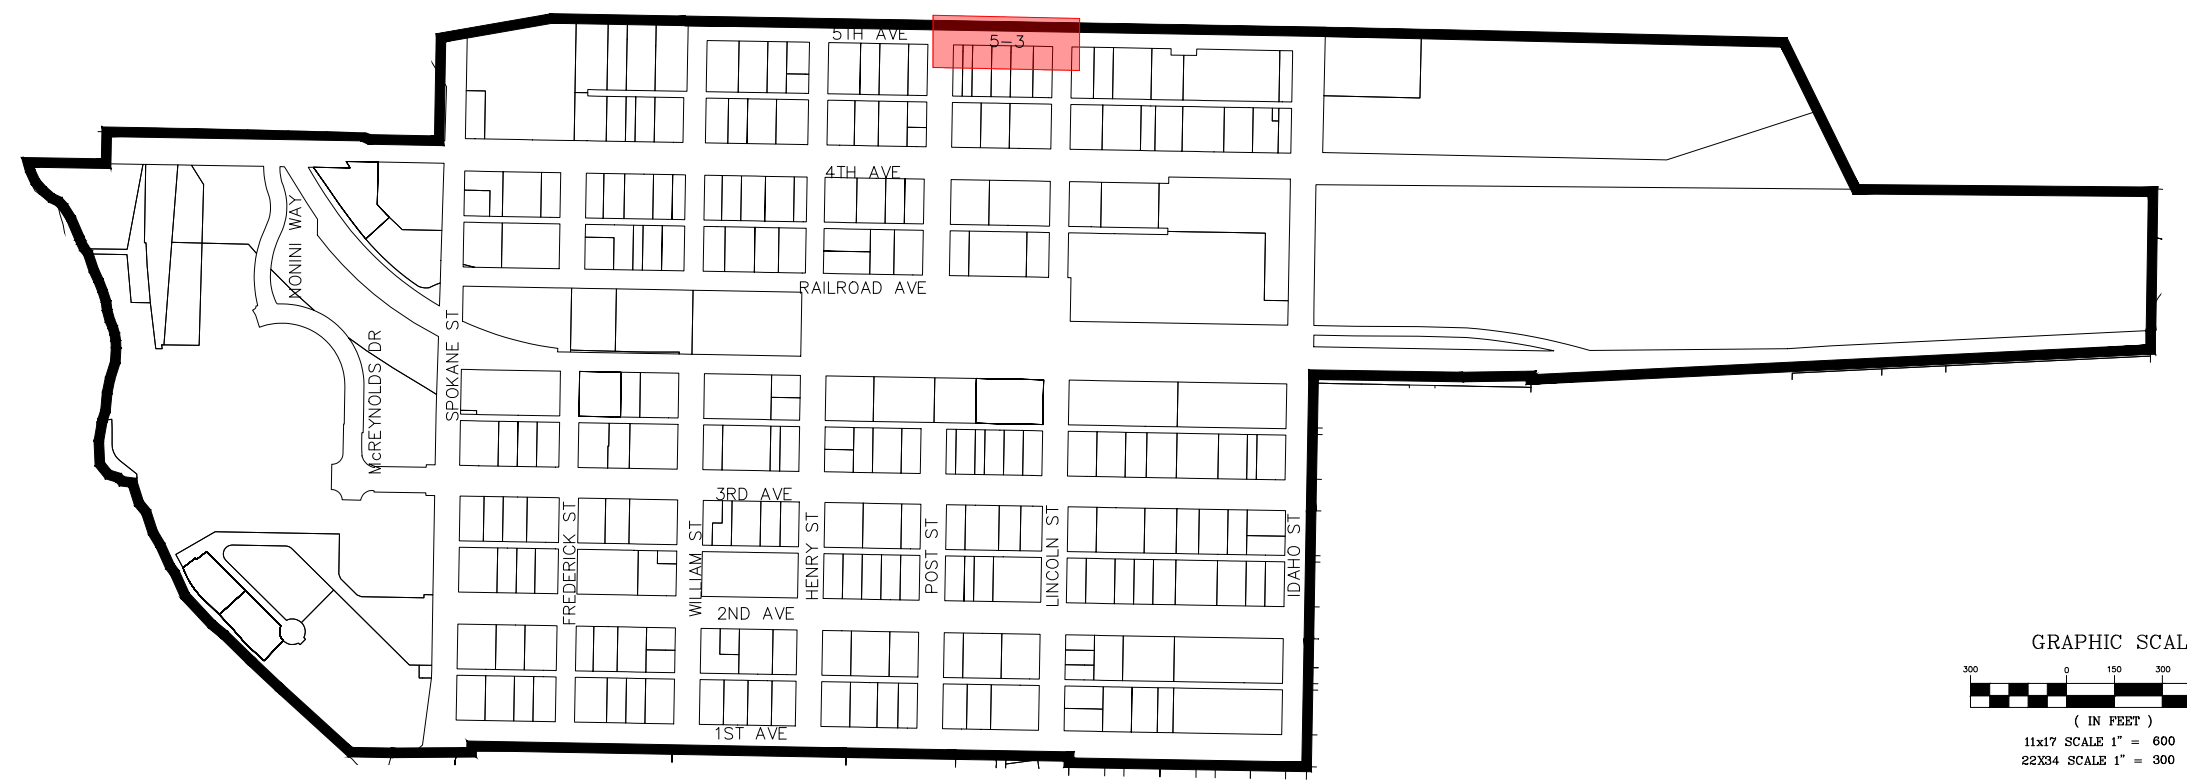 5TH AVE
5-3
4TH AVE
NONINI WAY
RAILROAD AVE
McREYNOLDS DR
SPOKANE ST
3RD AVE
FREDERICK ST
WILLIAM ST
HENRY ST
POST ST
LINCOLN ST
IDAHO ST
2ND AVE
1ST AVE
GRAPHIC SCAL
300 0 150 300
( IN FEET )
11x17 SCALE 1" = 600
22X34 SCALE 1" = 300